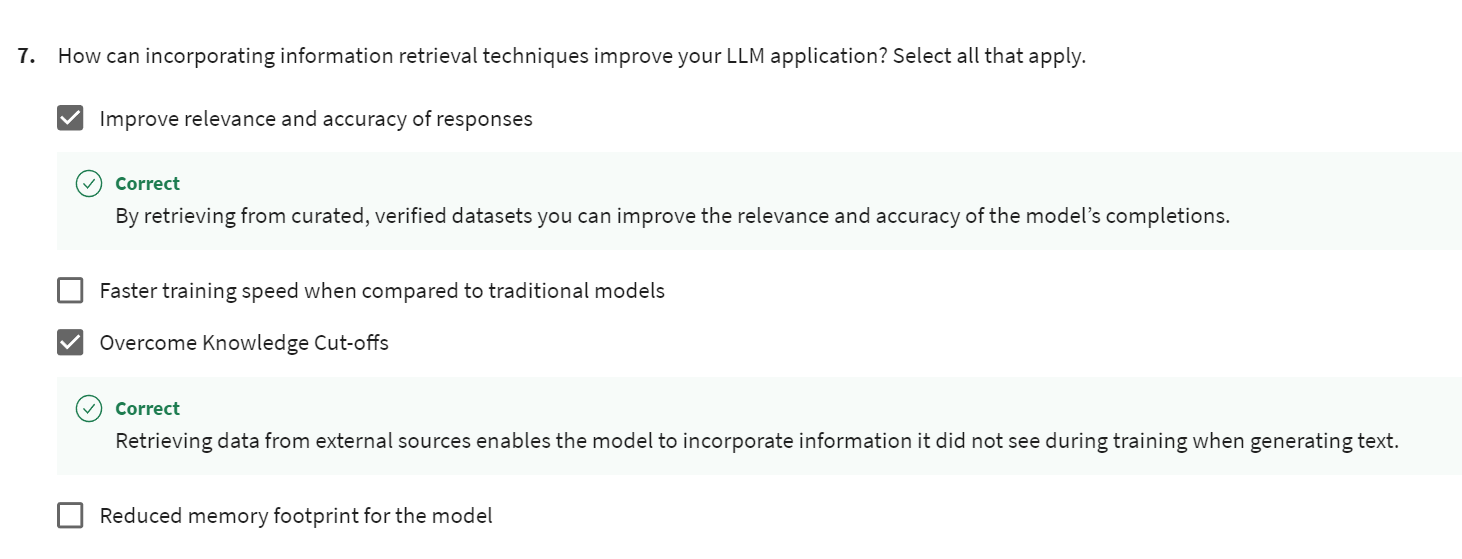 7. How can incorporating information retrieval techniques improve your LLM application? Select all that apply.
Improve relevance and accuracy of responses
Correct
By retrieving from curated, verified datasets you can improve the relevance and accuracy of the model’s completions.
Faster training speed when compared to traditional models
Overcome Knowledge Cut-offs
Correct
Retrieving data from external sources enables the model to incorporate information it did not see during training when generating text.
Reduced memory footprint for the model